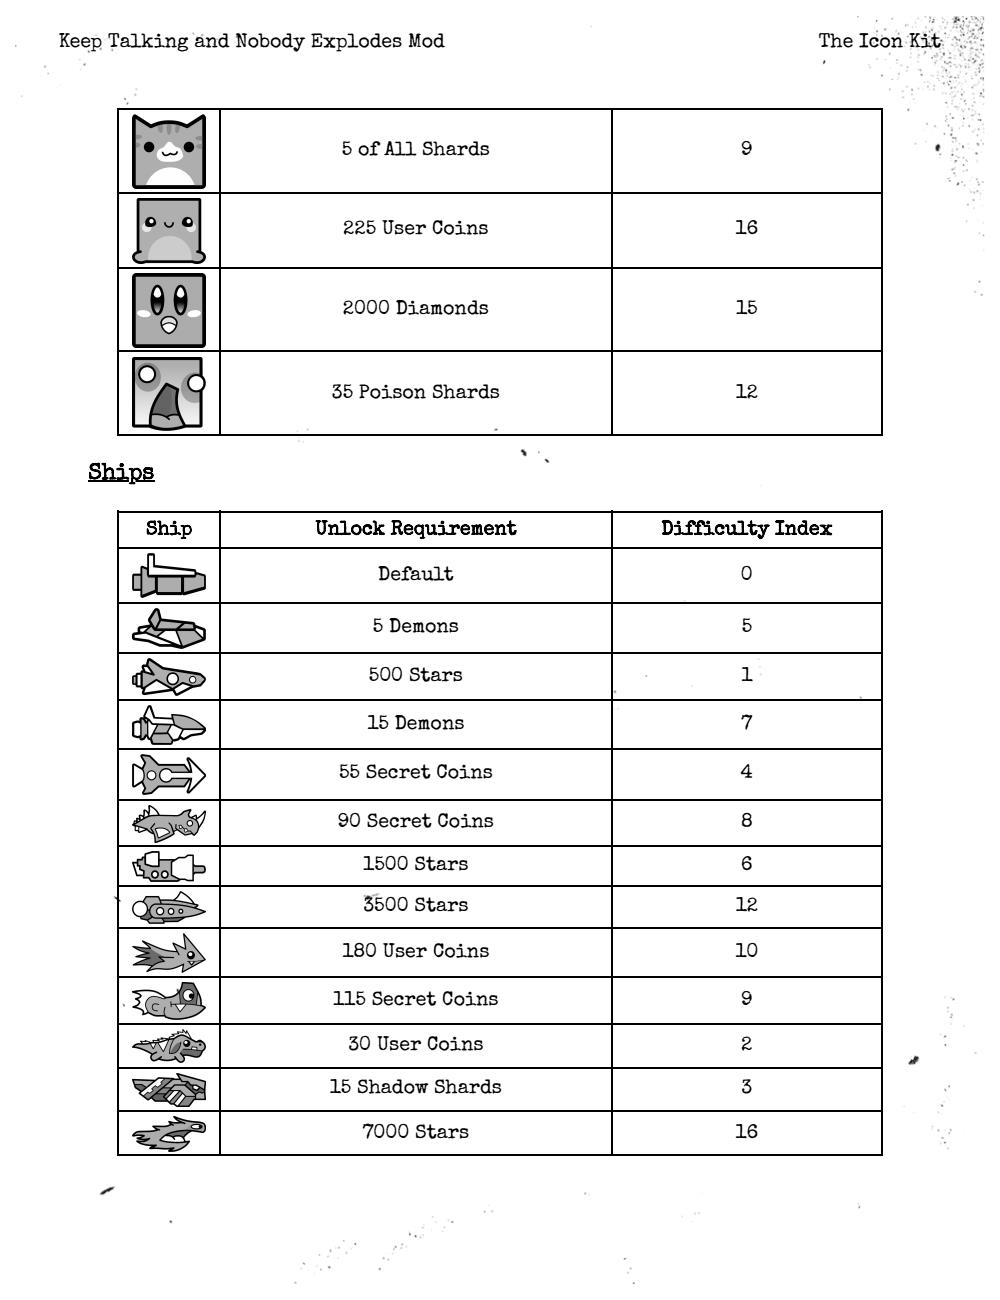 Keep Talking and Nobody Explodes Mod
The Icon Kit
5 of All Shards 9
225 User Coins 16
2000 Diamonds 15
35 Poison Shards 12
Ships
Ship Unlock Requirement Difficulty Index
Default 0
5 Demons 5
500 Stars 1
15 Demons 7
55 Secret Coins 4
90 Secret Coins 8
1500 Stars 6
3500 Stars 12
180 User Coins 10
115 Secret Coins 9
30 User Coins 2
15 Shadow Shards 3
7000 Stars 16